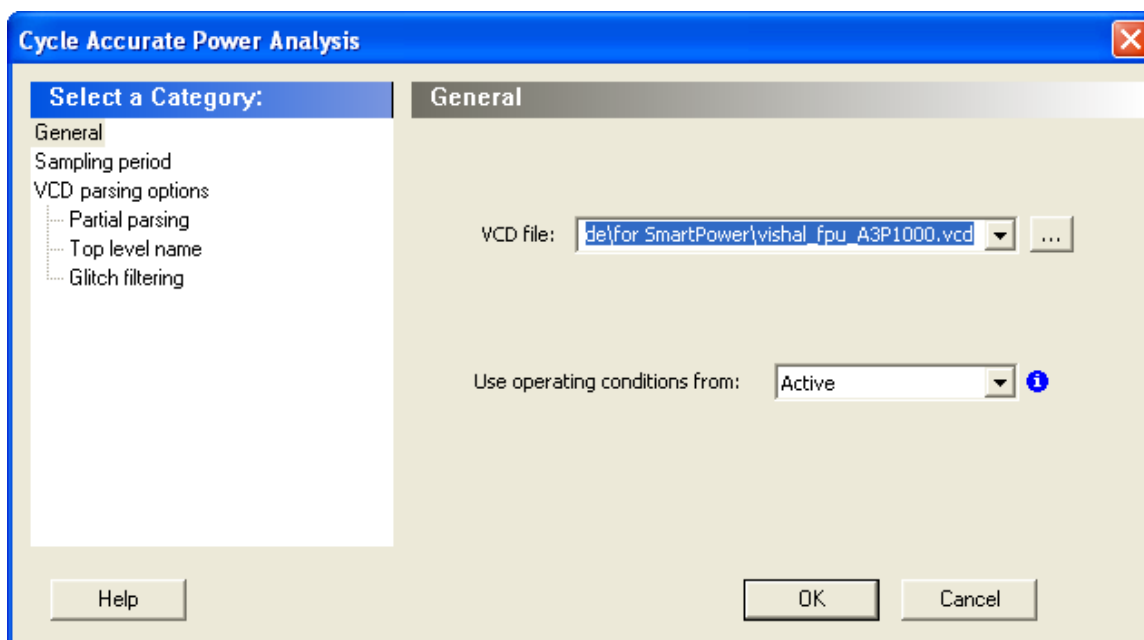 Cycle Accurate Power Analysis
Select a Category:
General
Sampling period
VCD parsing options
Partial parsing
Top level name
Glitch filtering
General
VCD file: de\for SmartPower\vishal_fpu_A3P1000.vcd ...
Use operating conditions from: Active
Help
OK
Cancel